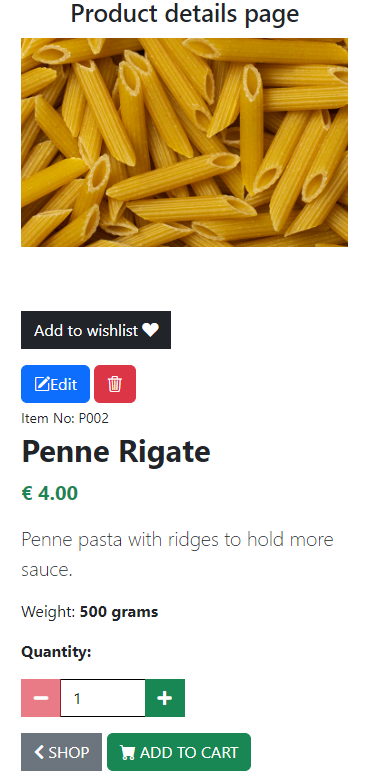 Product details page
Add to wishlist
Edit
Item No: P002
Penne Rigate
€ 4.00
Penne pasta with ridges to hold more
sauce.
Weight: 500 grams
Quantity:
1
SHOP ADD TO CART